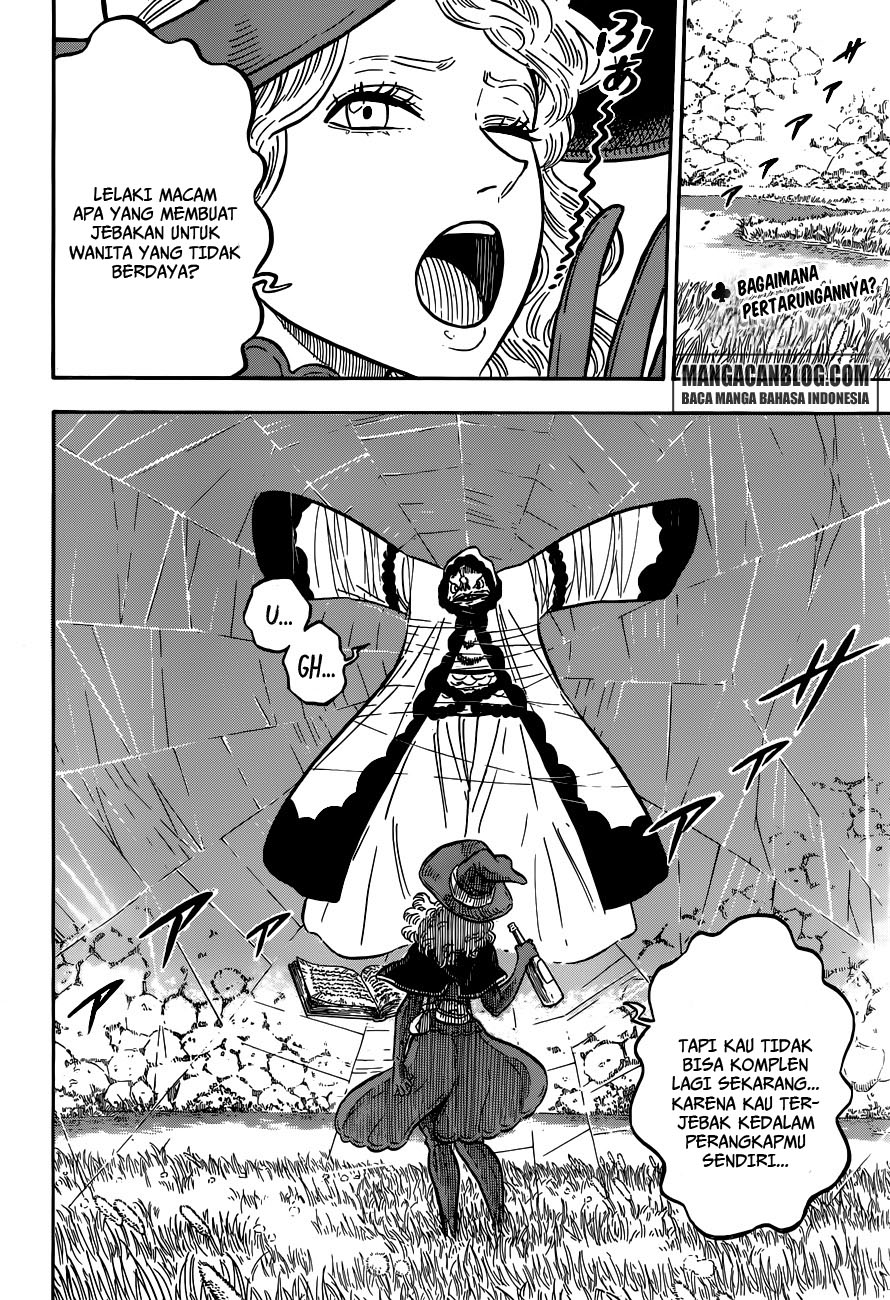 ふあ〜〜
LELAKI MACAM
APA YANG MEMBUAT
JEBAKAN UNTUK
WANITA YANG TIDAK
BERDAYA?
♣ BAGAIMANA
PERTARUNGANNYA?
MANGACANBLOG.COM
BACA MANGA BAHASA INDONESIA
U...
GH...
TAPI KAU TIDAK
BISA KOMPLEN
LAGI SEKARANG...
KARENA KAU TER-
JEBAK KEDALAM
PERANGKAPMU
SENDIRI...